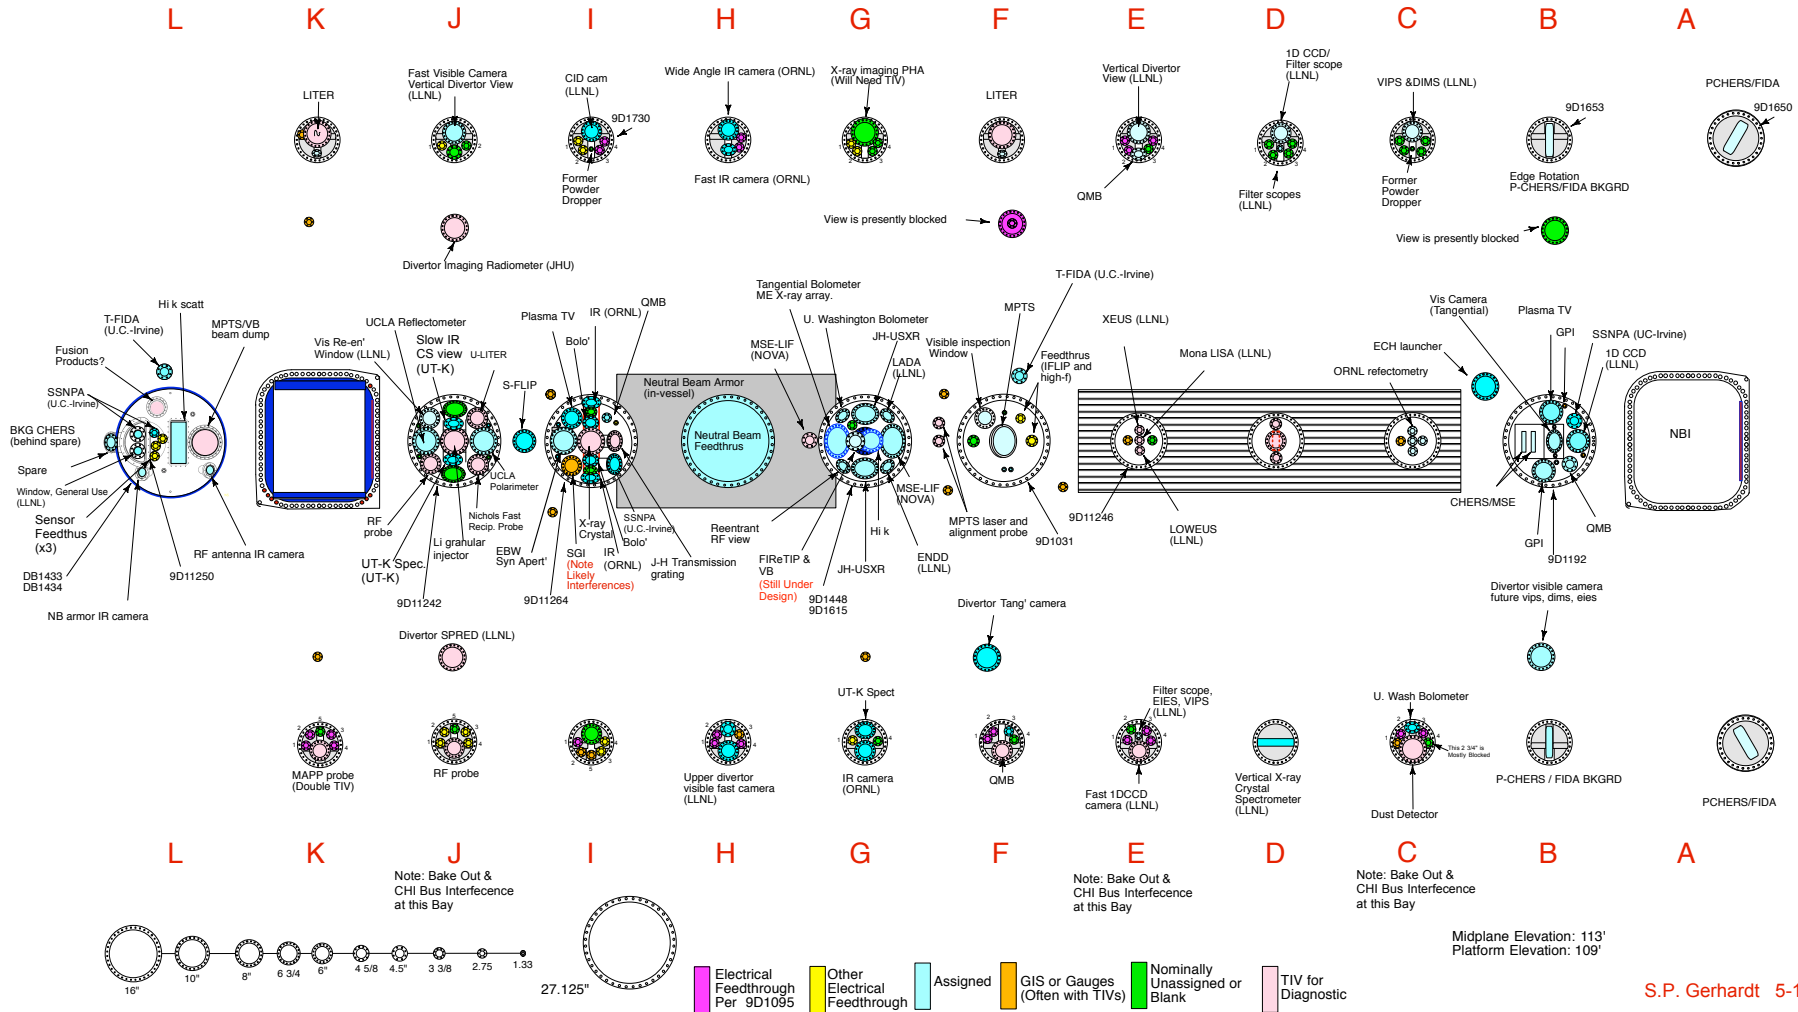 L K J I H G F E D C B A
LITER
Fast Visible Camera
Vertical Divertor View
(LLNL)
CID cam
(LLNL)
9D1730
Former
Powder
Dropper
Wide Angle IR camera (ORNL)
Fast IR camera (ORNL)
X-ray imaging PHA
(Will Need TIV)
LITER
Vertical Divertor
View (LLNL)
QMB
1D CCD/
Filter scope
(LLNL)
Filter scopes
(LLNL)
VIPS &DIMS (LLNL)
Former
Powder
Dropper
9D1653
Edge Rotation
P-CHERS/FIDA BKGRD
PCHERS/FIDA
9D1650
Divertor Imaging Radiometer (JHU)
View is presently blocked
View is presently blocked
Hi k scatt
T-FIDA
(U.C.-Irvine)
MPTS/VB
beam dump
Fusion
Products?
SSNPA
(U.C.-Irvine)
BKG CHERS
(behind spare)
Spare
Window, General Use
(LLNL)
Sensor
Feedthus
(x3)
DB1433
DB1434
9D11250
RF antenna IR camera
NB armor IR camera
UCLA Reflectometer
Vis Re-en'
Window (LLNL)
Slow IR
CS view
(UT-K)
U-LITER
S-FLIP
UCLA
Polarimeter
RF
probe
Nichols Fast
Recip. Probe
Li granular
injector
UT-K Spec.
(UT-K)
9D11242
Plasma TV
IR (ORNL)
QMB
Bolo'
EBW
Syn Apert'
X-ray
Crystal
SGI
(Note
Likely
Interferences)
IR
(ORNL)
SSNPA
(U.C.-Irvine)
Bolo'
J-H Transmission
grating
9D11264
Neutral Beam Armor
(in-vessel)
Neutral Beam
Feedthrus
Tangential Bolometer
ME X-ray array.
U. Washington Bolometer
MSE-LIF
(NOVA)
JH-USXR
LADA
(LLNL)
MSE-LIF
(NOVA)
Reentrant
RF view
Hi k
FIReTIP &
VB
(Still Under
Design)
JH-USXR
ENDD
(LLNL)
9D1448
9D1615
T-FIDA (U.C.-Irvine)
MPTS
Visible inspection
Window
Feedthrus
(IFLIP and
high-f)
MPTS laser and
alignment probe
9D1031
XEUS (LLNL)
Mona LISA (LLNL)
9D11246
LOWEUS
(LLNL)
ORNL refectometry
ECH launcher
Vis Camera
(Tangential)
Plasma TV
GPI
SSNPA (UC-Irvine)
1D CCD
(LLNL)
CHERS/MSE
GPI
QMB
9D1192
NBI
Divertor SPRED (LLNL)
Divertor Tang' camera
Divertor visible camera
future vips, dims, eies
MAPP probe
(Double TIV)
RF probe
Upper divertor
visible fast camera
(LLNL)
UT-K Spect
IR camera
(ORNL)
QMB
Filter scope,
EIES, VIPS
(LLNL)
Fast 1DCCD
camera (LLNL)
Vertical X-ray
Crystal
Spectrometer
(LLNL)
U. Wash Bolometer
This 2 3/4" is
Mostly Blocked
Dust Detector
P-CHERS / FIDA BKGRD
PCHERS/FIDA
L K J I H G F E D C B A
Note: Bake Out &
CHI Bus Interfecence
at this Bay
Note: Bake Out &
CHI Bus Interfecence
at this Bay
Note: Bake Out &
CHI Bus Interfecence
at this Bay
16" 10" 8" 6 3/4 6" 4 5/8 4.5" 3 3/8 2.75 1.33
27.125"
Midplane Elevation: 113'
Platform Elevation: 109'
Electrical
Feedthrough
Per 9D1095
Other
Electrical
Feedthrough
Assigned
GIS or Gauges
(Often with TIVs)
Nominally
Unassigned or
Blank
TIV for
Diagnostic
S.P. Gerhardt 5-1